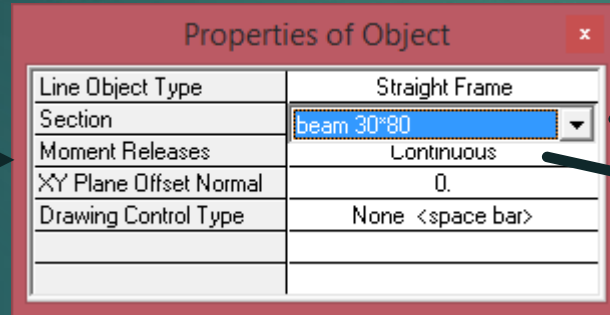 Properties of Object
x
Line Object Type Straight Frame
Section beam 30*80
Moment Releases Continuous
XY Plane Offset Normal 0.
Drawing Control Type None <space bar>